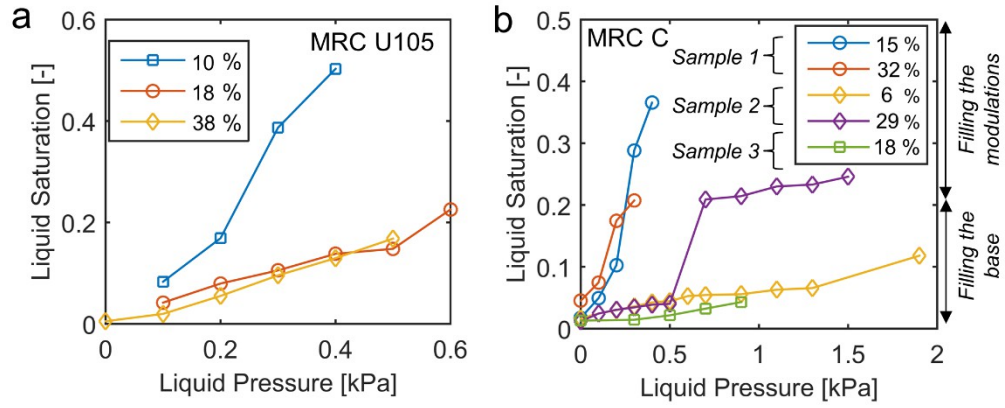 a
MRC U105
10 %
18 %
38 %
Liquid Saturation [-]
0.6
0.4
0.2
0
0 0.2 0.4 0.6
Liquid Pressure [kPa]
b
MRC C
Sample 1
Sample 2
Sample 3
15 %
32 %
6 %
29 %
18 %
Liquid Saturation [-]
0.5
0.4
0.3
0.2
0.1
0
0 0.5 1 1.5 2
Liquid Pressure [kPa]
Filling the
modulations
Filling the
base